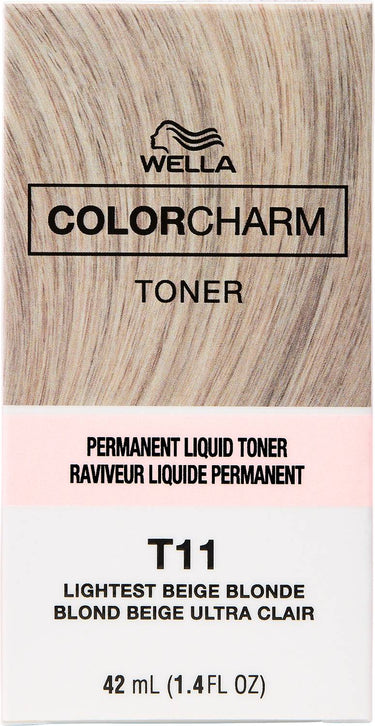 WELLA
COLORCHARM
TONER
PERMANENT LIQUID TONER
RAVIVEUR LIQUIDE PERMANENT
T11
LIGHTEST BEIGE BLONDE
BLOND BEIGE ULTRA CLAIR
42 mL (1.4 FL OZ)